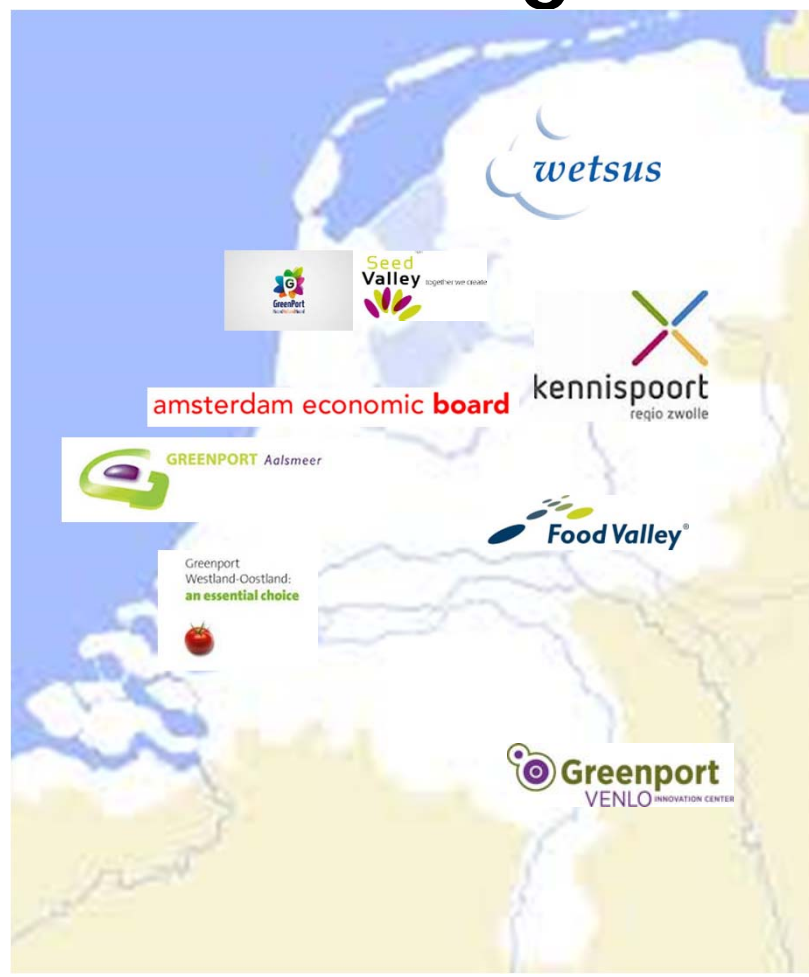 g
wetsus
Seed
Valley together we create
G
GreenPort
NoordHollandNoord
kennispoort
regio zwolle
amsterdam economic board
GREENPORT Aalsmeer
Food Valley®
Greenport
Westland-Oostland:
an essential choice
Greenport
VENLO INNOVATION CENTER